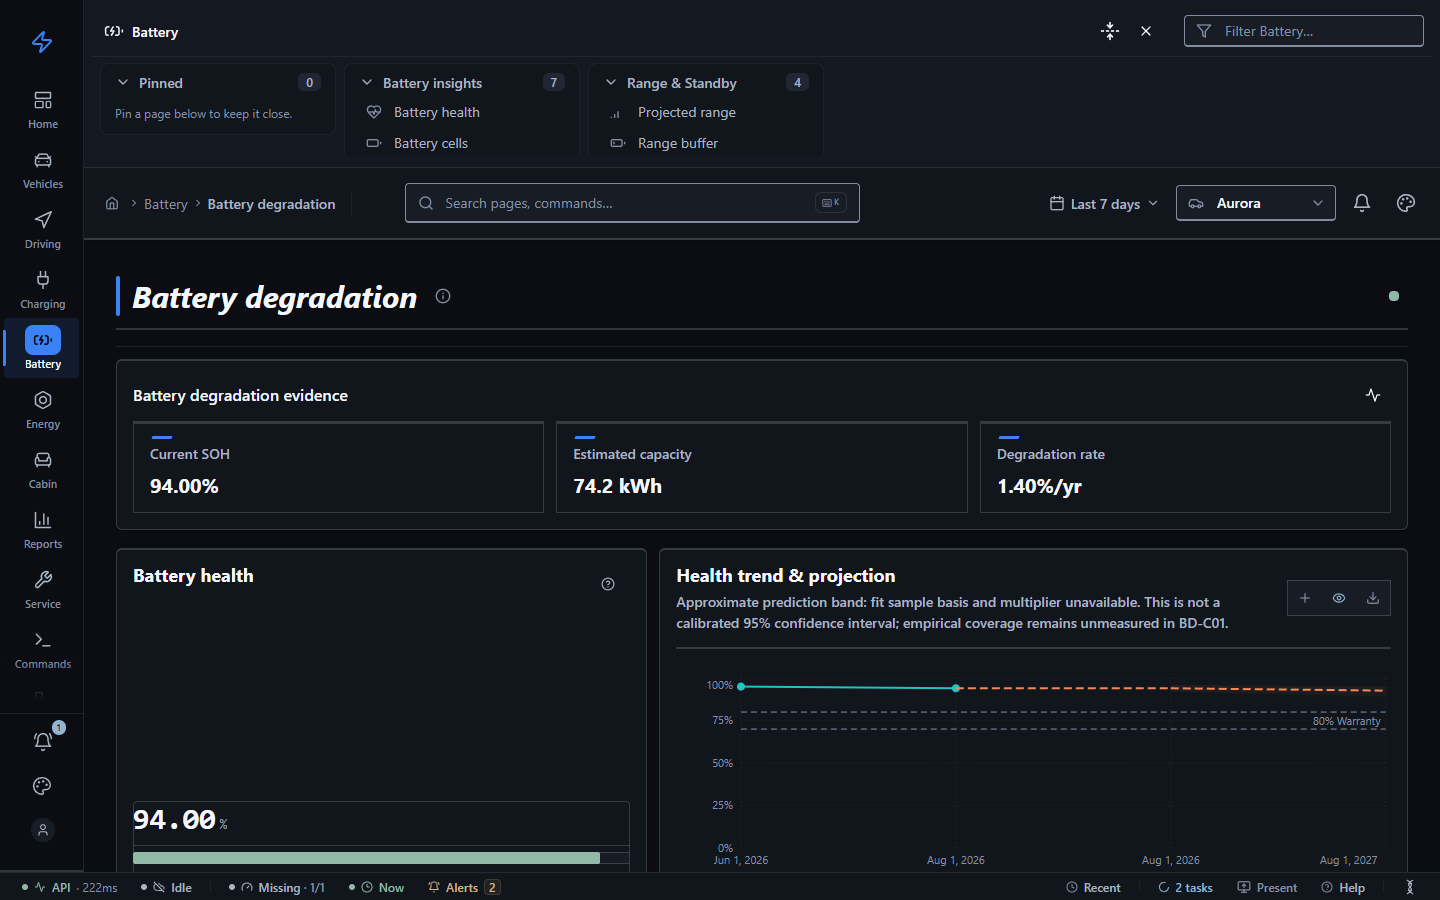 Battery
Filter Battery...
Pinned
0
Pin a page below to keep it close.
Battery insights
7
Battery health
Battery cells
Range & Standby
4
Projected range
Range buffer
Home
Vehicles
Driving
Charging
Battery
Energy
Cabin
Reports
Service
Commands
1
Battery
Battery degradation
Search pages, commands...
K
Last 7 days
Aurora
Battery degradation
Battery degradation evidence
Current SOH
94.00%
Estimated capacity
74.2 kWh
Degradation rate
1.40%/yr
Battery health
94.00 %
Health trend & projection
Approximate prediction band: fit sample basis and multiplier unavailable. This is not a
calibrated 95% confidence interval; empirical coverage remains unmeasured in BD-C01.
100%
75%
50%
25%
0%
80% Warranty
Jun 1, 2026
Aug 1, 2026
Aug 1, 2026
Aug 1, 2027
API · 222ms
Idle
Missing · 1/1
Now
Alerts 2
Recent
2 tasks
Present
Help